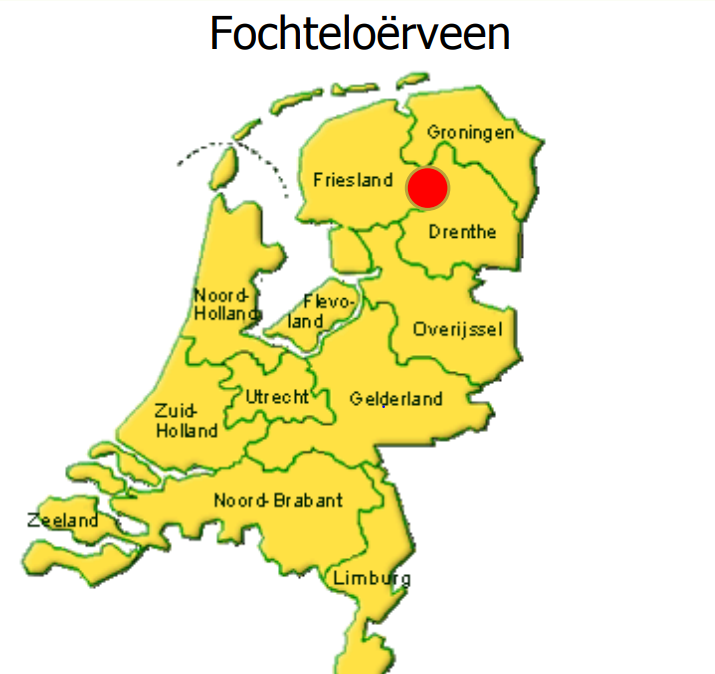 Fochteloërveen
Groningen
Friesland
Drenthe
Noord-
Holland
Flevo-
land
Overijssel
Utrecht
Gelderland
Zuid-
Holland
Noord-Brabant
Zeeland
Limburg